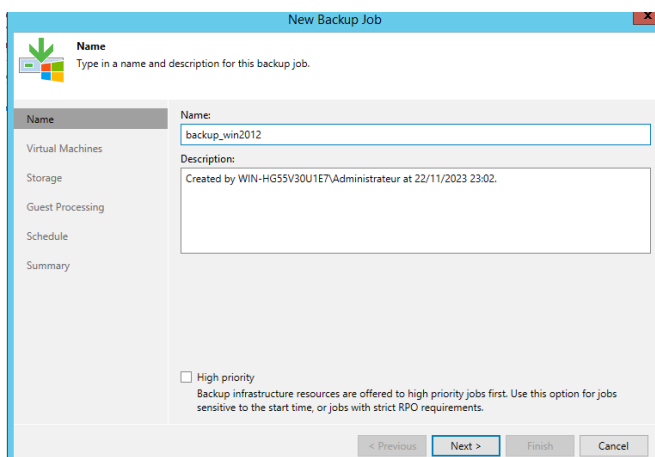 New Backup Job
x
Name
Type in a name and description for this backup job.
Name
Virtual Machines
Storage
Guest Processing
Schedule
Summary
Name:
backup_win2012
Description:
Created by WIN-HG55V30U1E7\Administrateur at 22/11/2023 23:02.
High priority
Backup infrastructure resources are offered to high priority jobs first. Use this option for jobs
sensitive to the start time, or jobs with strict RPO requirements.
< Previous
Next >
Finish
Cancel